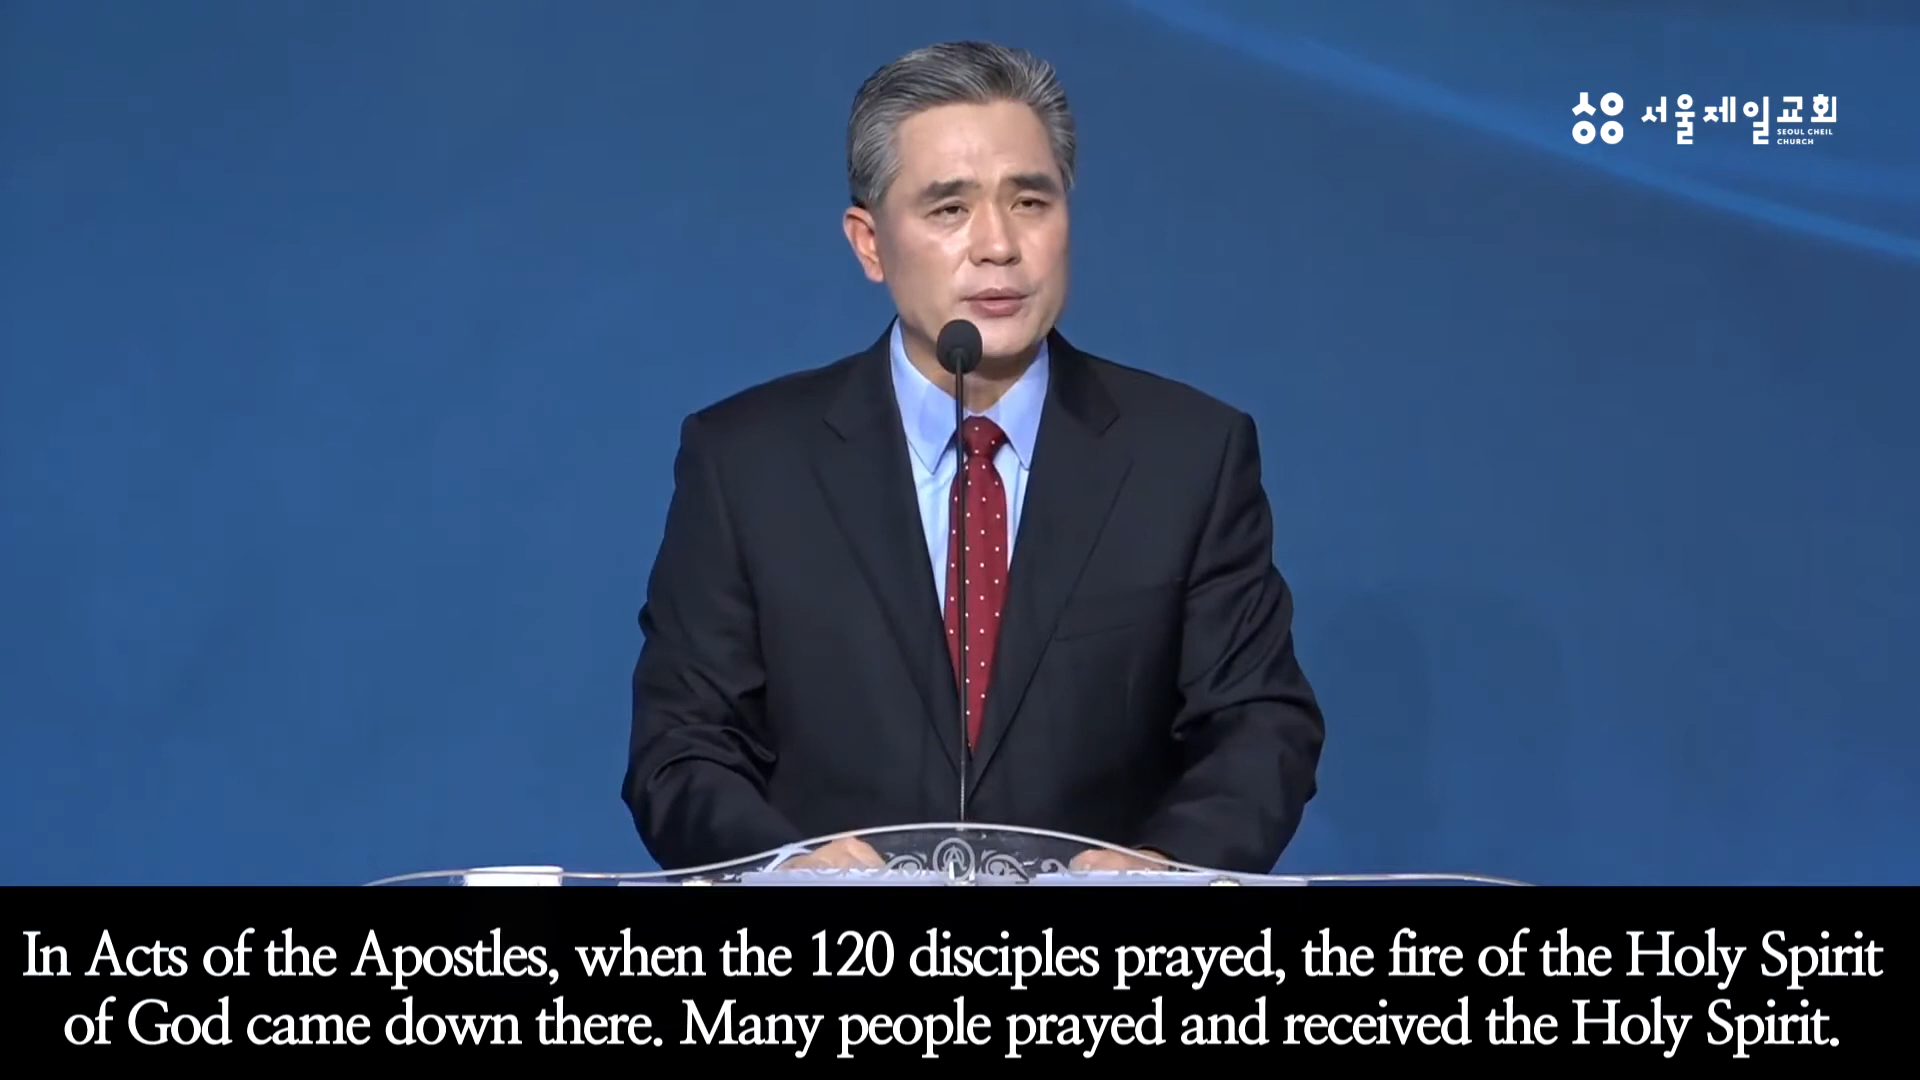 서울제일교회
SEOUL CHEIL
CHURCH
In Acts of the Apostles, when the 120 disciples prayed, the fire of the Holy Spirit
of God came down there. Many people prayed and received the Holy Spirit.